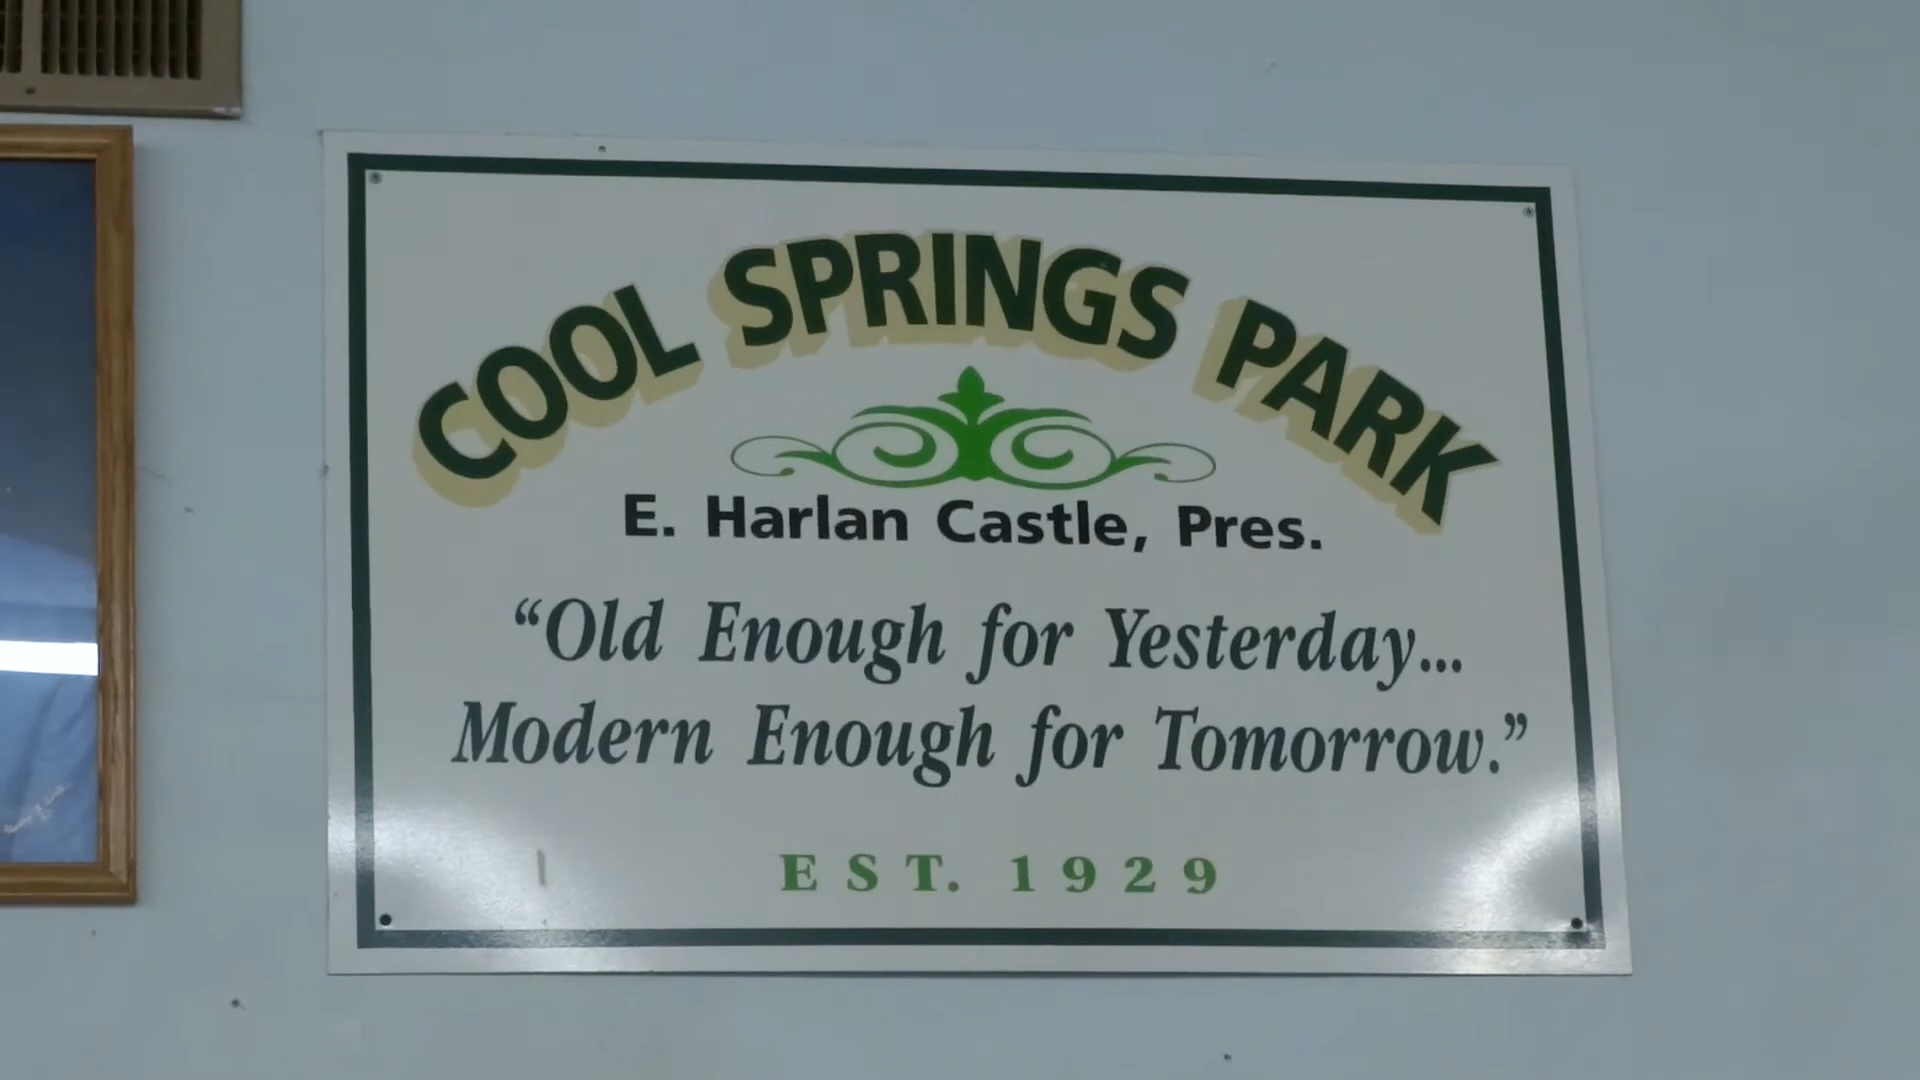 COOL SPRINGS PARK
E. Harlan Castle, Pres.
“Old Enough for Yesterday...
Modern Enough for Tomorrow.”
EST. 1929